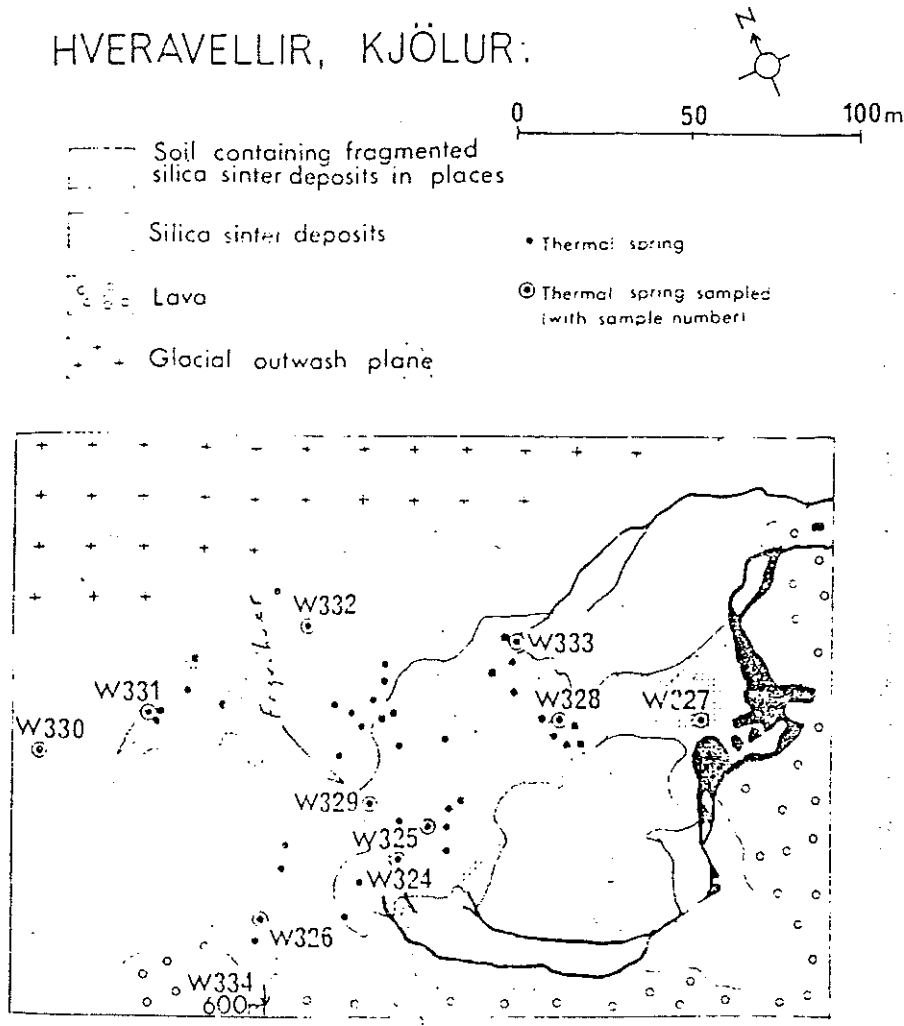 HVERAVELLIR, KJÖLUR:
N
0 50 100 m
Soil containing fragmented
silica sinter deposits in places
Silica sinter deposits
Lava
Glacial outwash plane
Thermal spring
Thermal spring sampled
(with sample number)
W332
W333
W331
W328
W327
W330
W329
W325
W324
W326
W334
600m